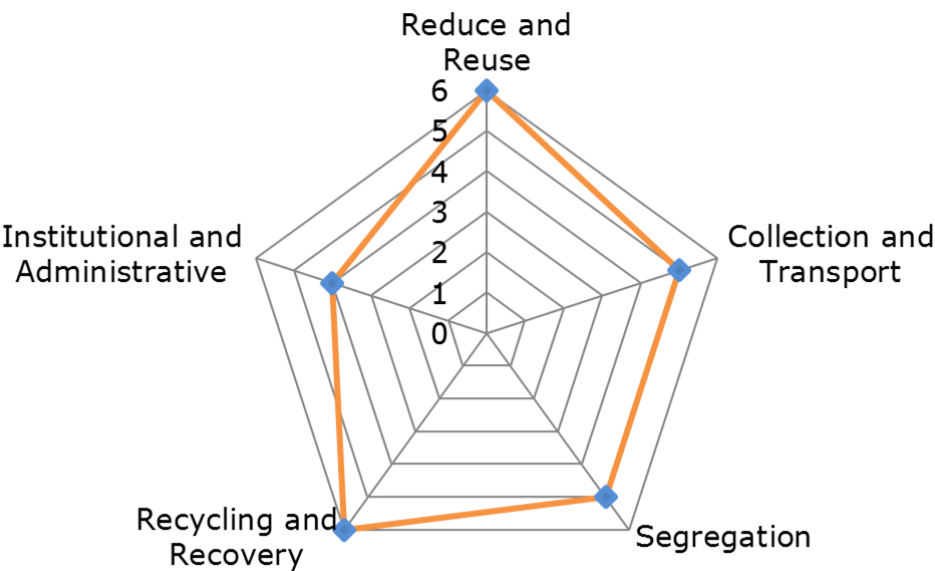 Reduce and
Reuse
6
5
4
3
2
1
0
Institutional and
Administrative
Collection and
Transport
Recycling and
Recovery
Segregation